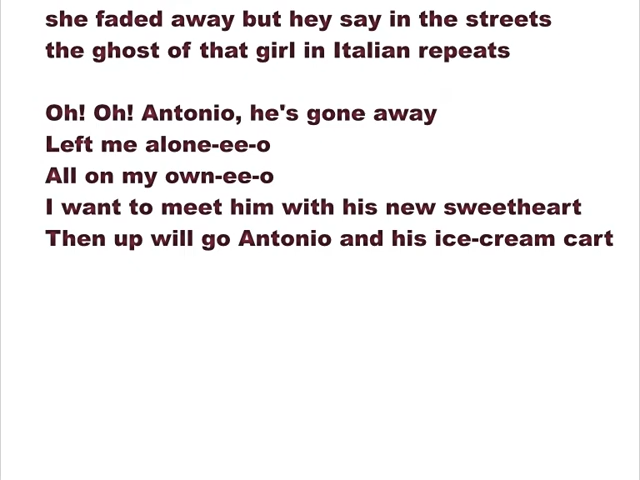 she faded away but hey say in the streets
the ghost of that girl in Italian repeats
Oh! Oh! Antonio, he's gone away
Left me alone-ee-o
All on my own-ee-o
I want to meet him with his new sweetheart
Then up will go Antonio and his ice-cream cart